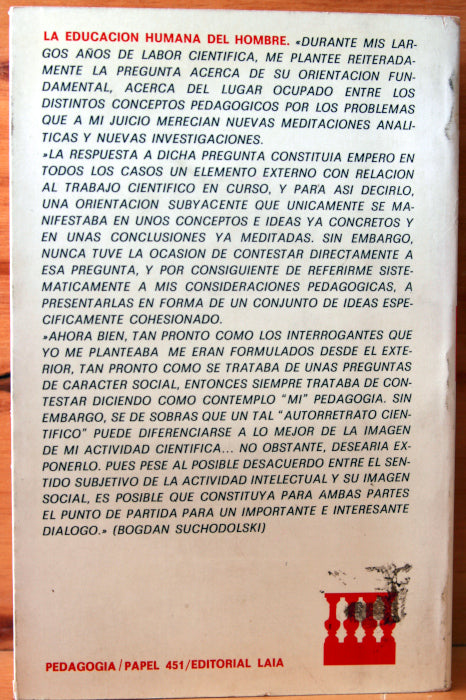 LA EDUCACION HUMANA DEL HOMBRE. «DURANTE MIS LAR-
GOS AÑOS DE LABOR CIENTIFICA, ME PLANTEE REITERADA-
MENTE LA PREGUNTA ACERCA DE SU ORIENTACION FUN-
DAMENTAL, ACERCA DEL LUGAR OCUPADO ENTRE LOS
DISTINTOS CONCEPTOS PEDAGOGICOS POR LOS PROBLEMAS
QUE A MI JUICIO MERECIAN NUEVAS MEDITACIONES ANALI-
TICAS Y NUEVAS INVESTIGACIONES.
»LA RESPUESTA A DICHA PREGUNTA CONSTITUIA EMPERO EN
TODOS LOS CASOS UN ELEMENTO EXTERNO CON RELACION
AL TRABAJO CIENTIFICO EN CURSO, Y PARA ASI DECIRLO,
UNA ORIENTACION SUBYACENTE QUE UNICAMENTE SE MA-
NIFESTABA EN UNOS CONCEPTOS E IDEAS YA CONCRETOS Y
EN UNAS CONCLUSIONES YA MEDITADAS. SIN EMBARGO,
NUNCA TUVE LA OCASION DE CONTESTAR DIRECTAMENTE A
ESA PREGUNTA, Y POR CONSIGUIENTE DE REFERIRME SISTE-
MATICAMENTE A MIS CONSIDERACIONES PEDAGOGICAS, A
PRESENTARLAS EN FORMA DE UN CONJUNTO DE IDEAS ESPE-
CIFICAMENTE COHESIONADO.
»AHORA BIEN, TAN PRONTO COMO LOS INTERROGANTES QUE
YO ME PLANTEABA ME ERAN FORMULADOS DESDE EL EXTE-
RIOR, TAN PRONTO COMO SE TRATABA DE UNAS PREGUNTAS
DE CARACTER SOCIAL, ENTONCES SIEMPRE TRATABA DE CON-
TESTAR DICIENDO COMO CONTEMPLO "MI" PEDAGOGIA. SIN
EMBARGO, SE DE SOBRAS QUE UN TAL "AUTORRETRATO CIEN-
TIFICO" PUEDE DIFERENCIARSE A LO MEJOR DE LA IMAGEN
DE MI ACTIVIDAD CIENTIFICA... NO OBSTANTE, DESEARIA EX-
PONERLO. PUES PESE AL POSIBLE DESACUERDO ENTRE EL SEN-
TIDO SUBJETIVO DE LA ACTIVIDAD INTELECTUAL Y SU IMAGEN
SOCIAL, ES POSIBLE QUE CONSTITUYA PARA AMBAS PARTES
EL PUNTO DE PARTIDA PARA UN IMPORTANTE E INTERESANTE
DIALOGO.» (BOGDAN SUCHODOLSKI)
PEDAGOGIA/PAPEL 451/EDITORIAL LAIA